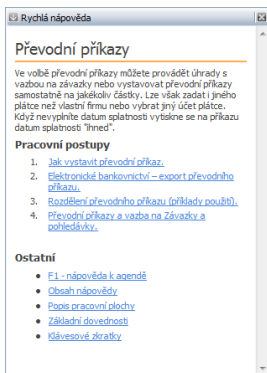 Rychlá nápověda
Převodní příkazy
Ve volbě převodní příkazy můžete provádět úhrady s
vazbou na závazky nebo vystavovat převodní příkazy
samostatně na jakékoliv částky. Lze však zadat i jiného
plátce než vlastní firmu nebo vybrat jiný účet plátce.
Když nevyplníte datum splatnosti vytiskne se na příkazu
datum splatnosti "ihned".
Pracovní postupy
1. Jak vystavit převodní příkaz.
2. Elektronické bankovnictví – export převodního
příkazu.
3. Rozdělení převodního příkazu (příklady použití).
4. Převodní příkazy a vazba na Závazky a
pohledávky.
Ostatní
• F1 - nápověda k agendě
• Obsah nápovědy
• Popis pracovní plochy
• Základní dovednosti
• Klávesové zkratky